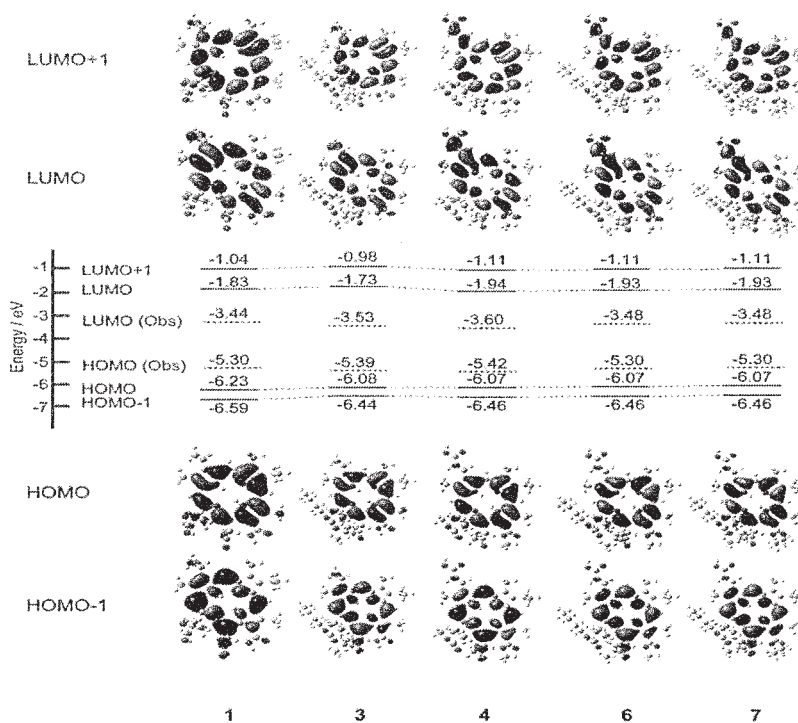 LUMO+1
LUMO
-1.04 -0.98 -1.11 -1.11 -1.11
-1 LUMO+1
-1.83 -1.73 -1.94 -1.93 -1.93
-2 LUMO
-3 LUMO (Obs) -3.44 -3.53 -3.60 -3.48 -3.48
-4
Energy / eV
-5 HOMO (Obs) -5.30 -5.39 -5.42 -5.30 -5.30
-6 HOMO -6.23 -6.08 -6.07 -6.07 -6.07
-7 HOMO-1 -6.59 -6.44 -6.46 -6.46 -6.46
HOMO
HOMO-1
1 3 4 6 7